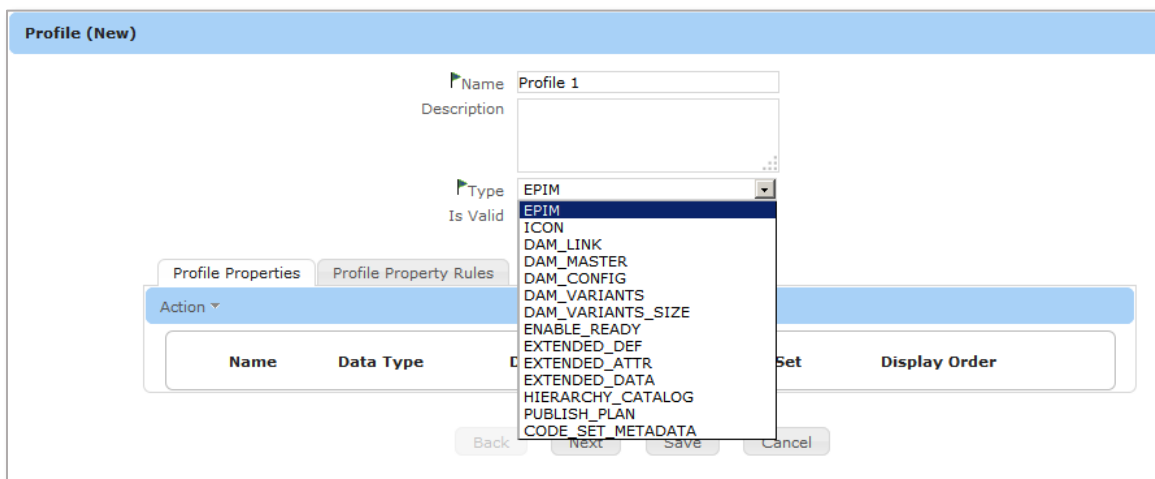 Profile (New)
Name Profile 1
Description
Type EPIM
Is Valid
EPIM
ICON
DAM_LINK
DAM_MASTER
DAM_CONFIG
DAM_VARIANTS
DAM_VARIANTS_SIZE
ENABLE_READY
EXTENDED_DEF
EXTENDED_ATTR
EXTENDED_DATA
HIERARCHY_CATALOG
PUBLISH_PLAN
CODE_SET_METADATA
Profile Properties Profile Property Rules
Action
Name Data Type Set Display Order
Back Next Save Cancel